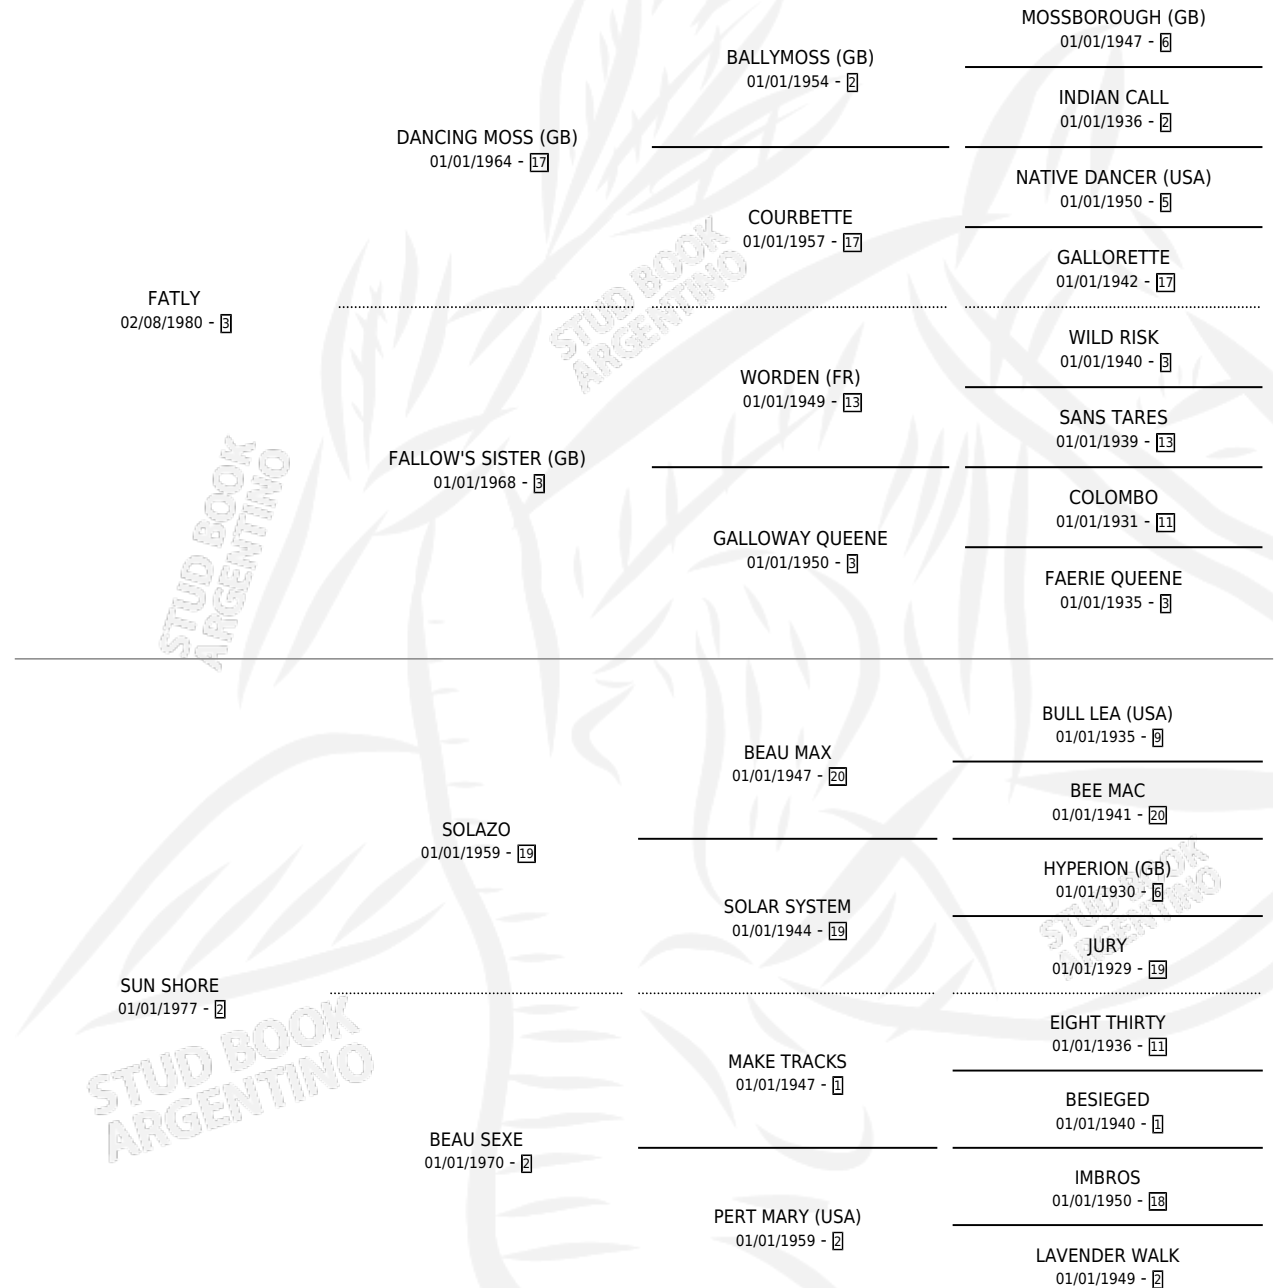 MOSSBOROUGH (GB)
01/01/1947 - 6
BALLYMOSS (GB)
01/01/1954 - 2
INDIAN CALL
01/01/1936 - 2
DANCING MOSS (GB)
01/01/1964 - 17
NATIVE DANCER (USA)
01/01/1950 - 5
COURBETTE
01/01/1957 - 17
GALLORETTE
01/01/1942 - 17
FATLY
02/08/1980 - 3
WILD RISK
01/01/1940 - 3
WORDEN (FR)
01/01/1949 - 13
SANS TARES
01/01/1939 - 13
FALLOW'S SISTER (GB)
01/01/1968 - 3
COLOMBO
01/01/1931 - 11
GALLOWAY QUEENE
01/01/1950 - 3
FAERIE QUEENE
01/01/1935 - 3
BULL LEA (USA)
01/01/1935 - 9
BEAU MAX
01/01/1947 - 20
BEE MAC
01/01/1941 - 20
SOLAZO
01/01/1959 - 19
HYPERION (GB)
01/01/1930 - 6
SOLAR SYSTEM
01/01/1944 - 19
JURY
01/01/1929 - 19
SUN SHORE
01/01/1977 - 2
EIGHT THIRTY
01/01/1936 - 11
MAKE TRACKS
01/01/1947 - 1
BESIEGED
01/01/1940 - 1
BEAU SEXE
01/01/1970 - 2
IMBROS
01/01/1950 - 18
PERT MARY (USA)
01/01/1959 - 2
LAVENDER WALK
01/01/1949 - 2
STUD BOOK
ARGENTINO
STUD BOOK
ARGENTINO
STUD BOOK
ARGENTINO
STUD BOOK
ARGENTINO